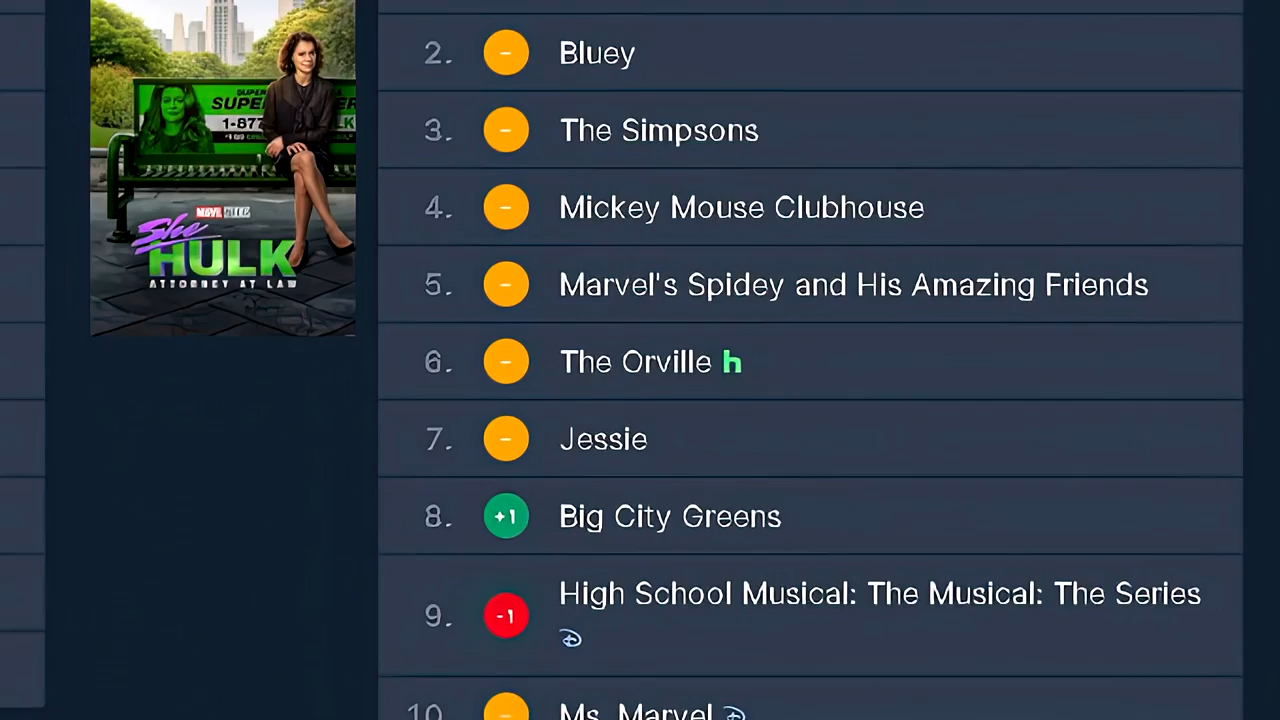 SUPER
1-877
LK
MARVEL
She
HULK
ATTORNEY AT LAW
2. - Bluey
3. - The Simpsons
4. - Mickey Mouse Clubhouse
5. - Marvel's Spidey and His Amazing Friends
6. - The Orville h
7. - Jessie
8. +1 Big City Greens
9. -1 High School Musical: The Musical: The Series
10. - Ms. Marvel